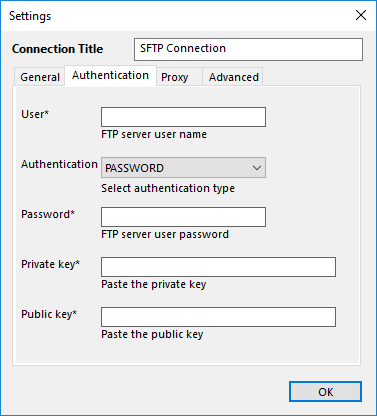 Settings
Connection Title SFTP Connection
General Authentication Proxy Advanced
User*
FTP server user name
Authentication PASSWORD
Select authentication type
Password*
FTP server user password
Private key*
Paste the private key
Public key*
Paste the public key
OK